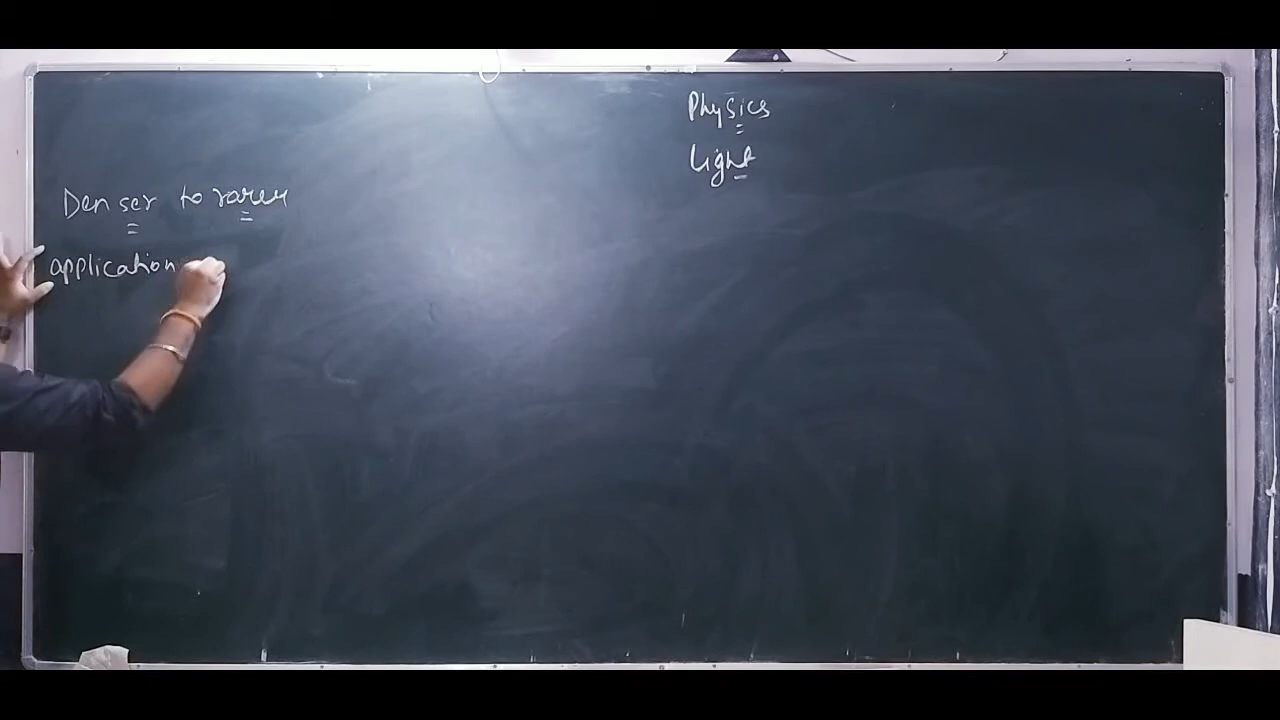 Physics
Light
Denser to rarer
application